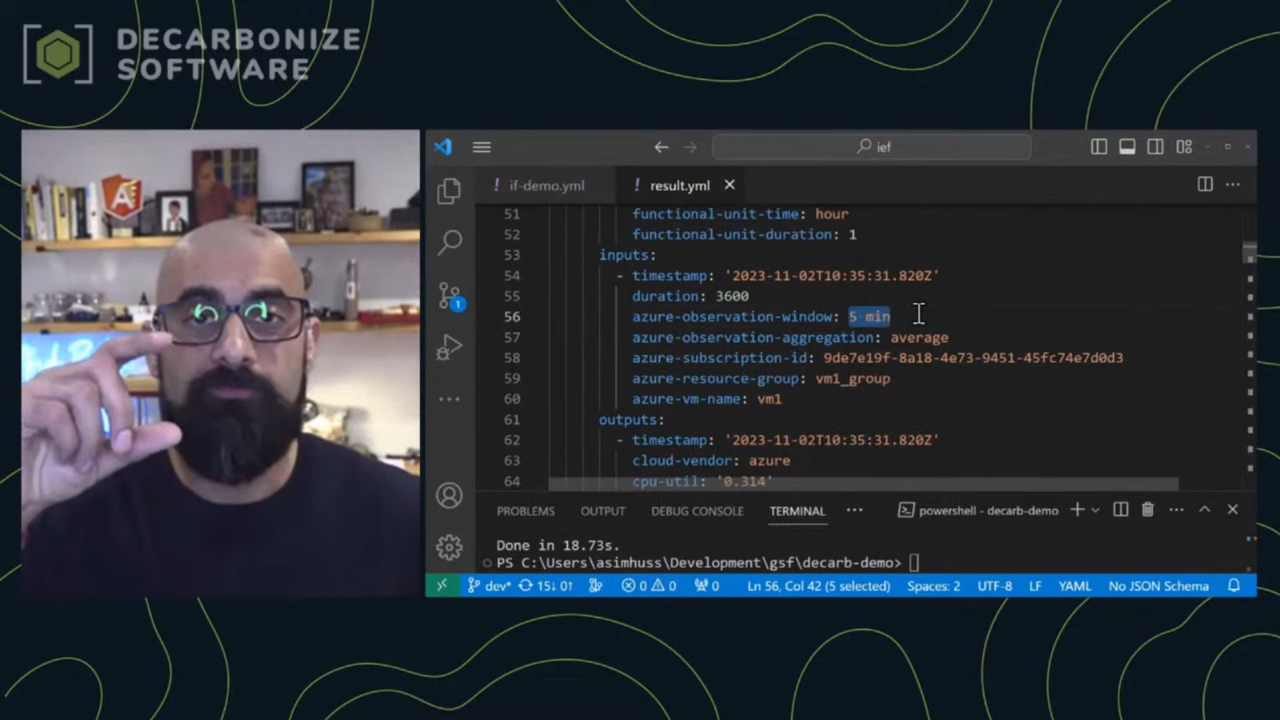 DECARBONIZE
SOFTWARE
A
ief
if-demo.yml
result.yml
51 functional-unit-time: hour
52 functional-unit-duration: 1
53 inputs:
54 - timestamp: '2023-11-02T10:35:31.820Z'
55 duration: 3600
56 azure-observation-window: 5 min
57 azure-observation-aggregation: average
58 azure-subscription-id: 9de7e19f-8a18-4e73-9451-45fc74e7d0d3
59 azure-resource-group: vm1_group
60 azure-vm-name: vm1
61 outputs:
62 - timestamp: '2023-11-02T10:35:31.820Z'
63 cloud-vendor: azure
64 cpu-util: '0.314'
1
PROBLEMS OUTPUT DEBUG CONSOLE TERMINAL ... powershell - decarb-demo
Done in 18.73s.
PS C:\Users\asimhuss\Development\gsf\decarb-demo>
dev* 15↓ 0↑ 0 0 0 Ln 56, Col 42 (5 selected) Spaces: 2 UTF-8 LF YAML No JSON Schema